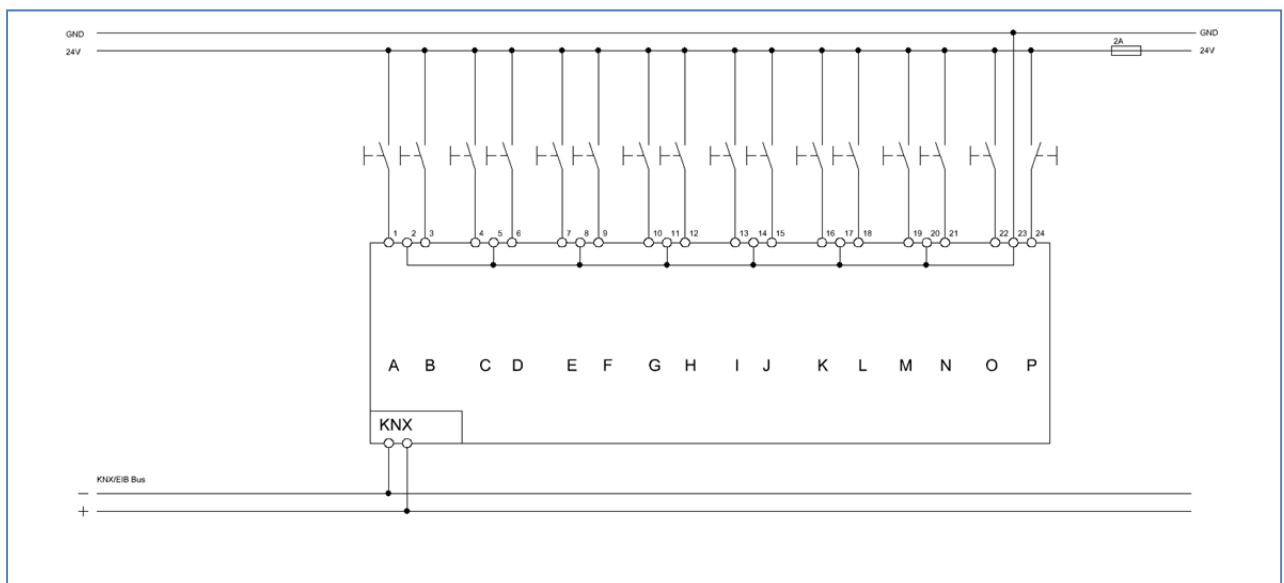 GND GND
2A
24V 24V
1 2 3 4 5 6 7 8 9 10 11 12 13 14 15 16 17 18 19 20 21 22 23 24
A B C D E F G H I J K L M N O P
KNX
KNX/EIB Bus
−
+